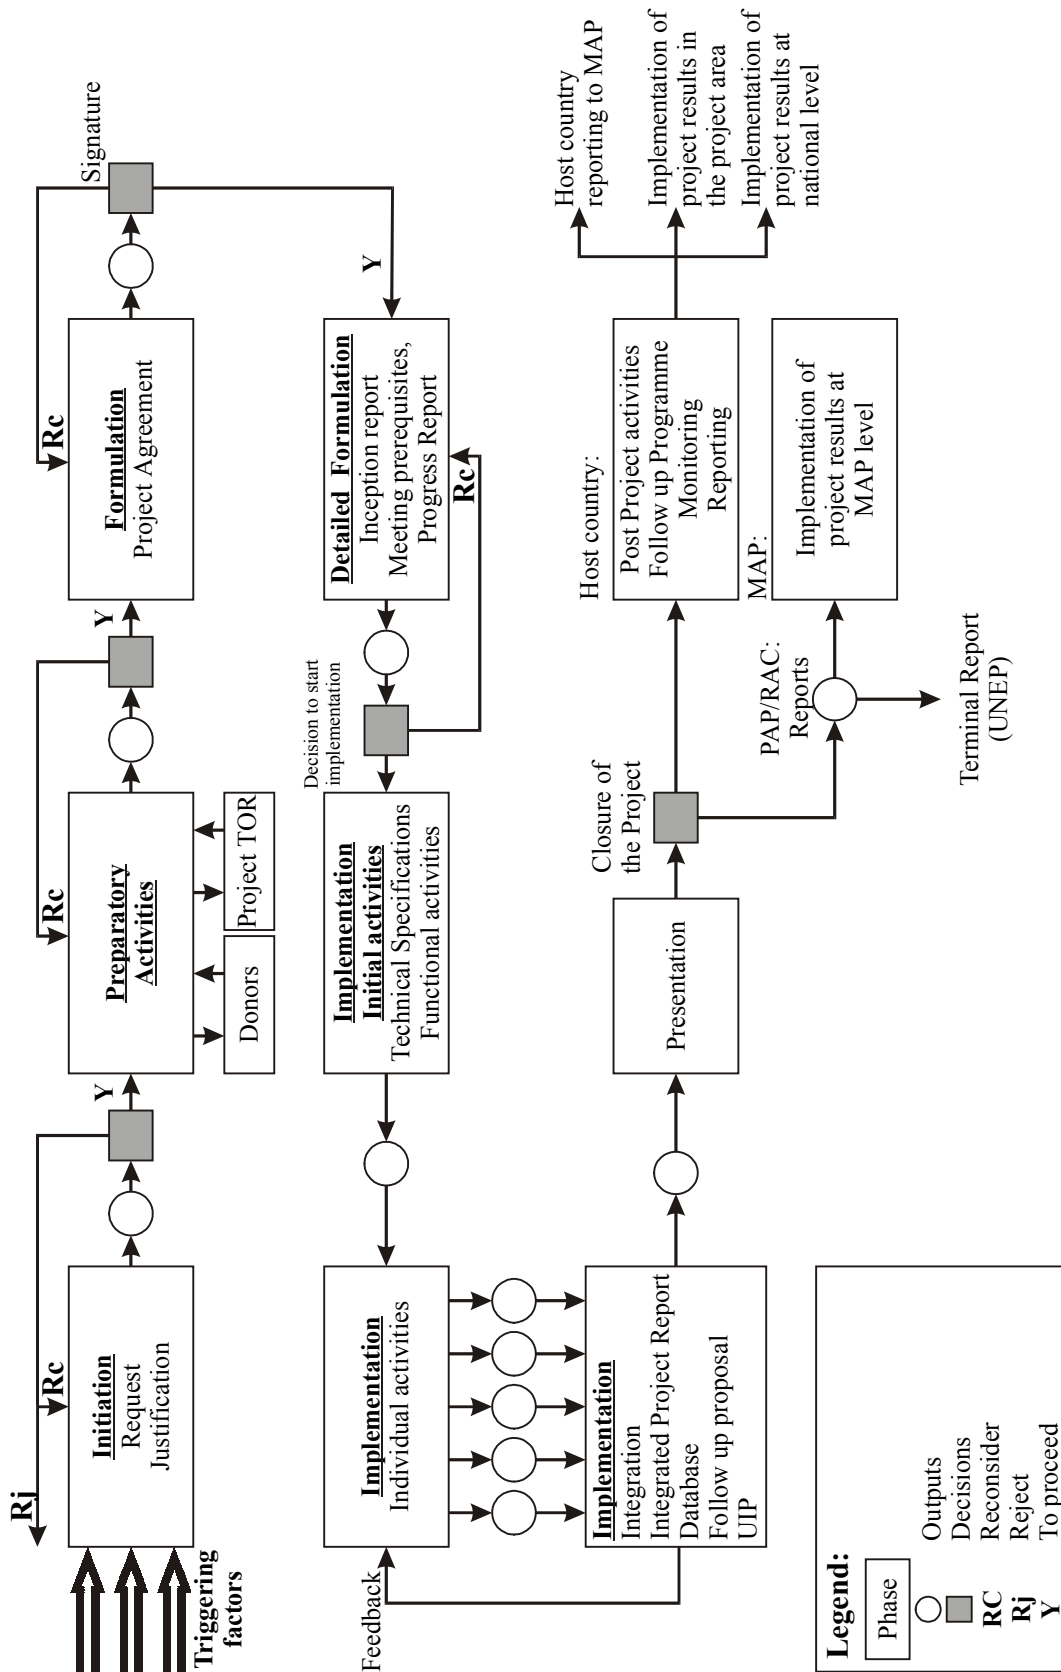 Triggering
factors
Rj
Rc
Initiation
Request
Justification
Y
Rc
Preparatory
Activities
Donors
Project TOR
Y
Rc
Formulation
Project Agreement
Signature
Y
Detailed Formulation
Inception report
Meeting prerequisites,
Progress Report
Rc
Decision to start
implementation
Implementation
Initial activities
Technical Specifications
Functional activities
Implementation
Individual activities
Feedback
Implementation
Integration
Integrated Project Report
Database
Follow up proposal
UIP
Presentation
Closure of
the Project
Host country:
Post Project activities
Follow up Programme
Monitoring
Reporting
Host country
reporting to MAP
Implementation of
project results in
the project area
Implementation of
project results at
national level
PAP/RAC:
Reports
MAP:
Implementation of
project results at
MAP level
Terminal Report
(UNEP)
Legend:
Phase
Outputs
Decisions
RC Reconsider
Rj Reject
Y To proceed